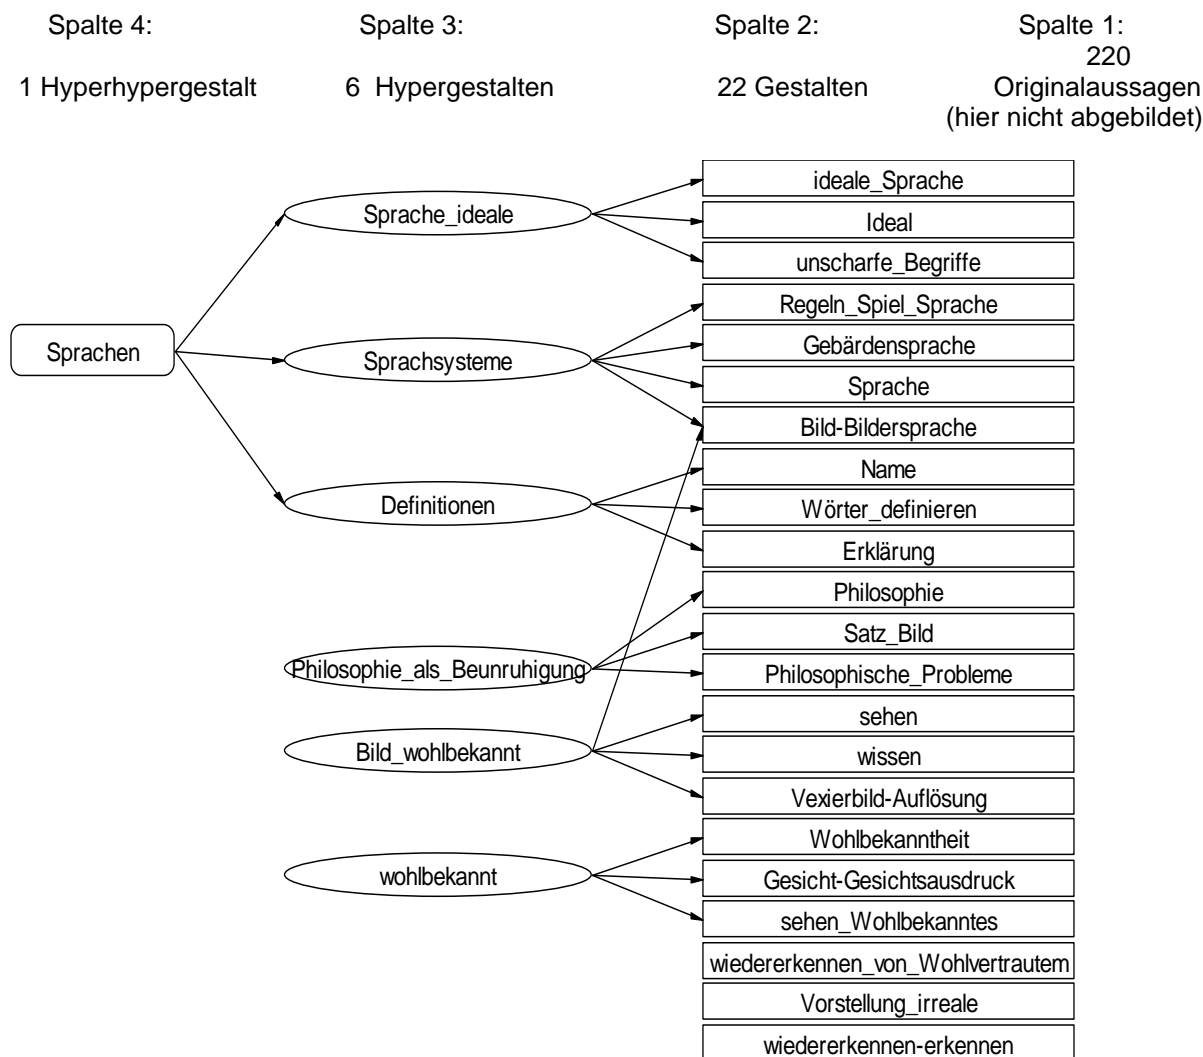 Spalte 4:
Spalte 3:
Spalte 2:
Spalte 1:
1 Hyperhypergestalt
6 Hypergestalten
22 Gestalten
220
Originalaussagen
(hier nicht abgebildet)
Sprachen
Sprache_ideale
Sprachsysteme
Definitionen
Philosophie_als_Beunruhigung
Bild_wohlbekannt
wohlbekannt
ideale_Sprache
Ideal
unscharfe_Begriffe
Regeln_Spiel_Sprache
Gebärdensprache
Sprache
Bild-Bildersprache
Name
Wörter_definieren
Erklärung
Philosophie
Satz_Bild
Philosophische_Probleme
sehen
wissen
Vexierbild-Auflösung
Wohlbekanntheit
Gesicht-Gesichtsausdruck
sehen_Wohlbekanntes
wiedererkennen_von_Wohlvertrautem
Vorstellung_irreale
wiedererkennen-erkennen